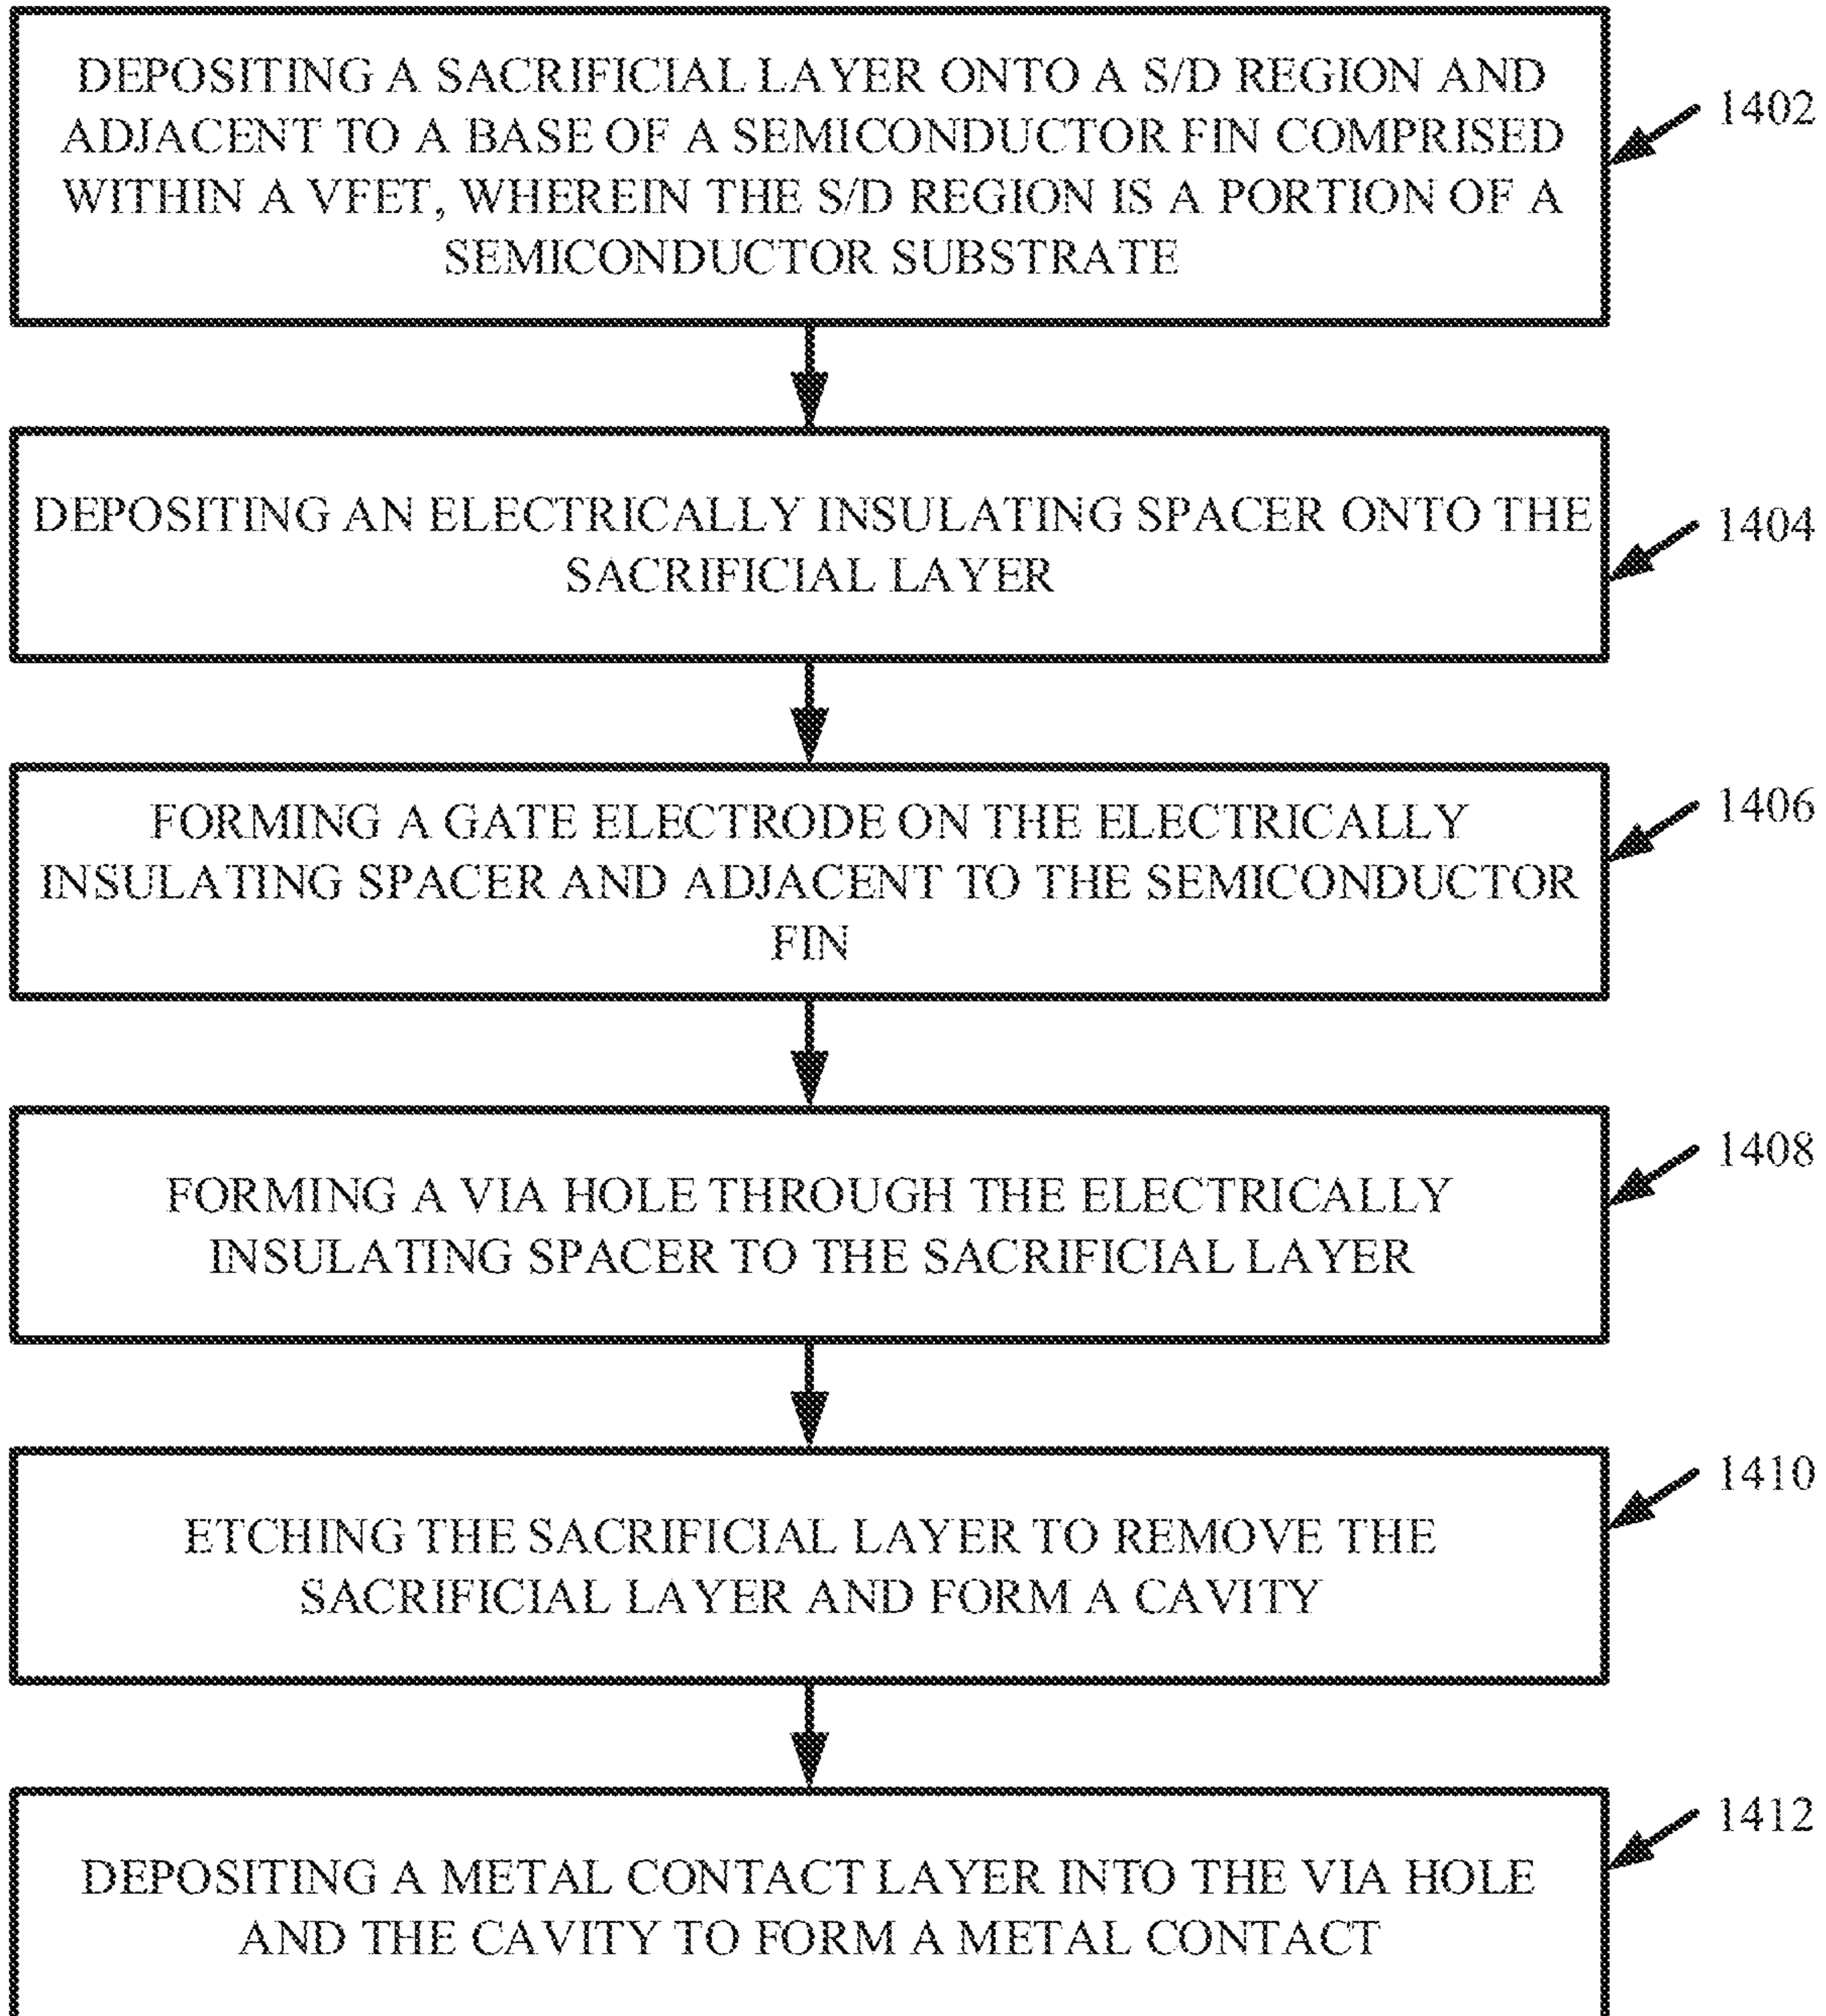 DEPOSITING A SACRIFICIAL LAYER ONTO A S/D REGION AND
ADJACENT TO A BASE OF A SEMICONDUCTOR FIN COMPRISED
WITHIN A VFET, WHEREIN THE S/D REGION IS A PORTION OF A
SEMICONDUCTOR SUBSTRATE
1402
DEPOSITING AN ELECTRICALLY INSULATING SPACER ONTO THE
SACRIFICIAL LAYER
1404
FORMING A GATE ELECTRODE ON THE ELECTRICALLY
INSULATING SPACER AND ADJACENT TO THE SEMICONDUCTOR
FIN
1406
FORMING A VIA HOLE THROUGH THE ELECTRICALLY
INSULATING SPACER TO THE SACRIFICIAL LAYER
1408
ETCHING THE SACRIFICIAL LAYER TO REMOVE THE
SACRIFICIAL LAYER AND FORM A CAVITY
1410
DEPOSITING A METAL CONTACT LAYER INTO THE VIA HOLE
AND THE CAVITY TO FORM A METAL CONTACT
1412